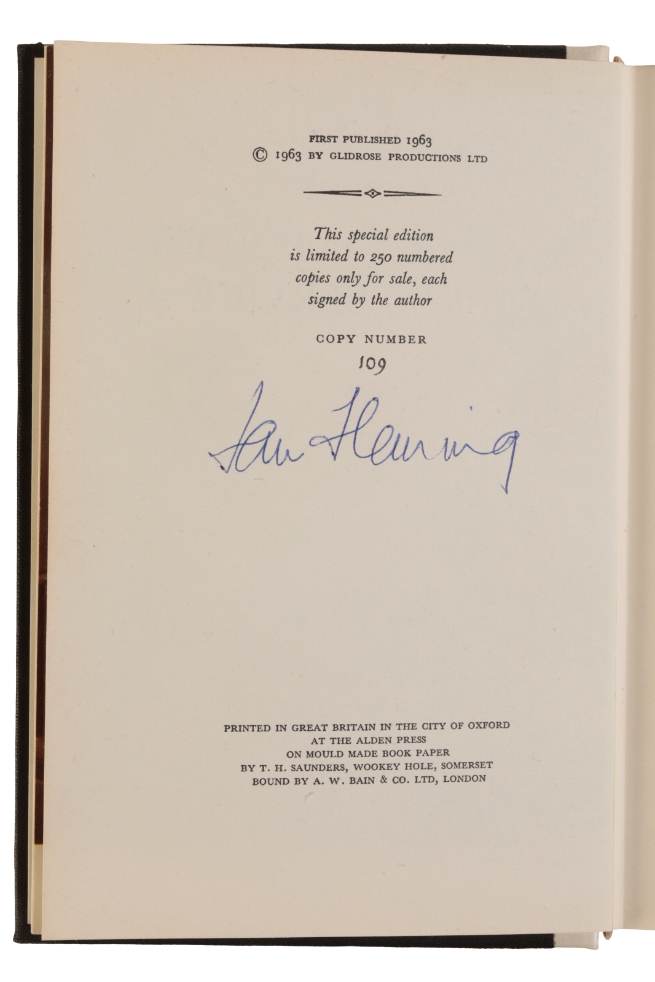 FIRST PUBLISHED 1963
© 1963 BY GLIDROSE PRODUCTIONS LTD
This special edition
is limited to 250 numbered
copies only for sale, each
signed by the author
COPY NUMBER
109
Ian Fleming
PRINTED IN GREAT BRITAIN IN THE CITY OF OXFORD
AT THE ALDEN PRESS
ON MOULD MADE BOOK PAPER
BY T. H. SAUNDERS, WOOKEY HOLE, SOMERSET
BOUND BY A. W. BAIN & CO. LTD, LONDON